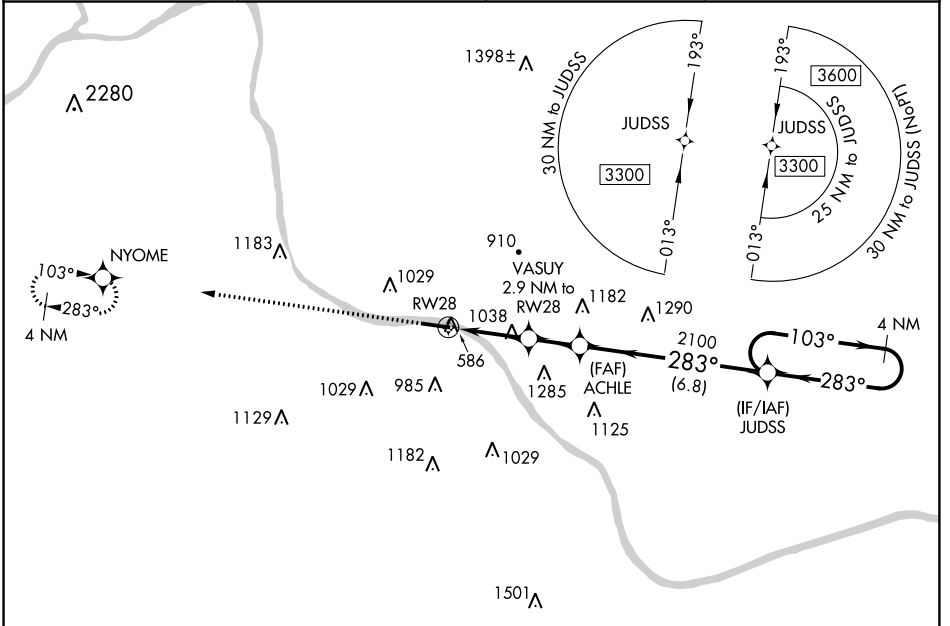 1398±
2280
30 NM to JUDSS
193°
JUDSS
3300
013°
193°
3600
JUDSS
3300
25 NM to JUDSS
30 NM to JUDSS (NoPT)
013°
1183
910
NYOME
103°
283°
4 NM
1029
VASUY
2.9 NM to
RW28
RW28
1038
1182
1290
586
2100
283°
(6.8)
103°
4 NM
283°
(FAF)
ACHLE
(IF/IAF)
JUDSS
1029
985
1285
1129
1125
1182
1029
1501